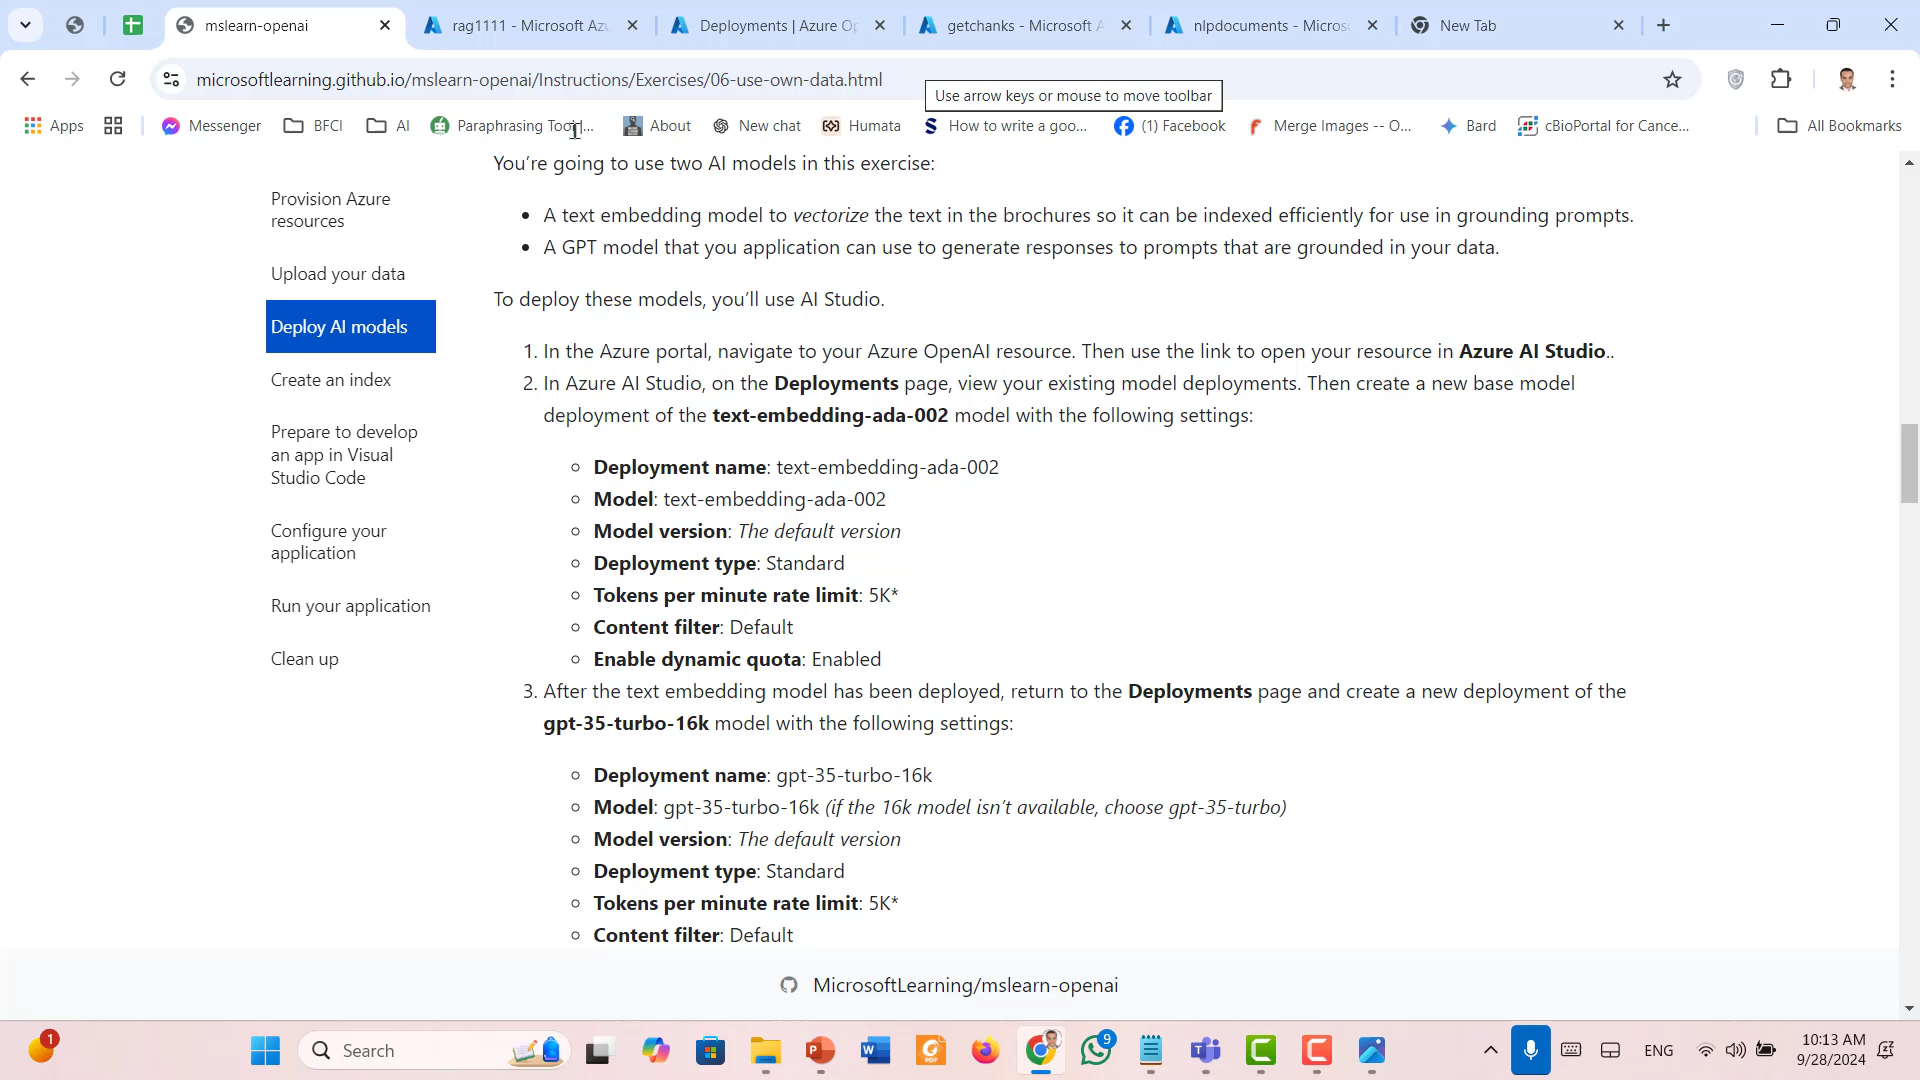 mslearn-openai
rag1111 - Microsoft Azu
Deployments | Azure Op
getchanks - Microsoft A
nlpdocuments - Micros
New Tab
microsoftlearning.github.io/mslearn-openai/Instructions/Exercises/06-use-own-data.html
Use arrow keys or mouse to move toolbar
Apps
Messenger
BFCI
AI
Paraphrasing Tool |...
About
New chat
Humata
How to write a goo...
(1) Facebook
Merge Images -- O...
Bard
cBioPortal for Cance...
All Bookmarks
Provision Azure
resources
Upload your data
Deploy AI models
Create an index
Prepare to develop
an app in Visual
Studio Code
Configure your
application
Run your application
Clean up
You’re going to use two AI models in this exercise:
• A text embedding model to vectorize the text in the brochures so it can be indexed efficiently for use in grounding prompts.
• A GPT model that you application can use to generate responses to prompts that are grounded in your data.
To deploy these models, you’ll use AI Studio.
1. In the Azure portal, navigate to your Azure OpenAI resource. Then use the link to open your resource in Azure AI Studio..
2. In Azure AI Studio, on the Deployments page, view your existing model deployments. Then create a new base model
deployment of the text-embedding-ada-002 model with the following settings:
○ Deployment name: text-embedding-ada-002
○ Model: text-embedding-ada-002
○ Model version: The default version
○ Deployment type: Standard
○ Tokens per minute rate limit: 5K*
○ Content filter: Default
○ Enable dynamic quota: Enabled
3. After the text embedding model has been deployed, return to the Deployments page and create a new deployment of the
gpt-35-turbo-16k model with the following settings:
○ Deployment name: gpt-35-turbo-16k
○ Model: gpt-35-turbo-16k (if the 16k model isn’t available, choose gpt-35-turbo)
○ Model version: The default version
○ Deployment type: Standard
○ Tokens per minute rate limit: 5K*
○ Content filter: Default
MicrosoftLearning/mslearn-openai
1
Search
9
ENG
10:13 AM
9/28/2024